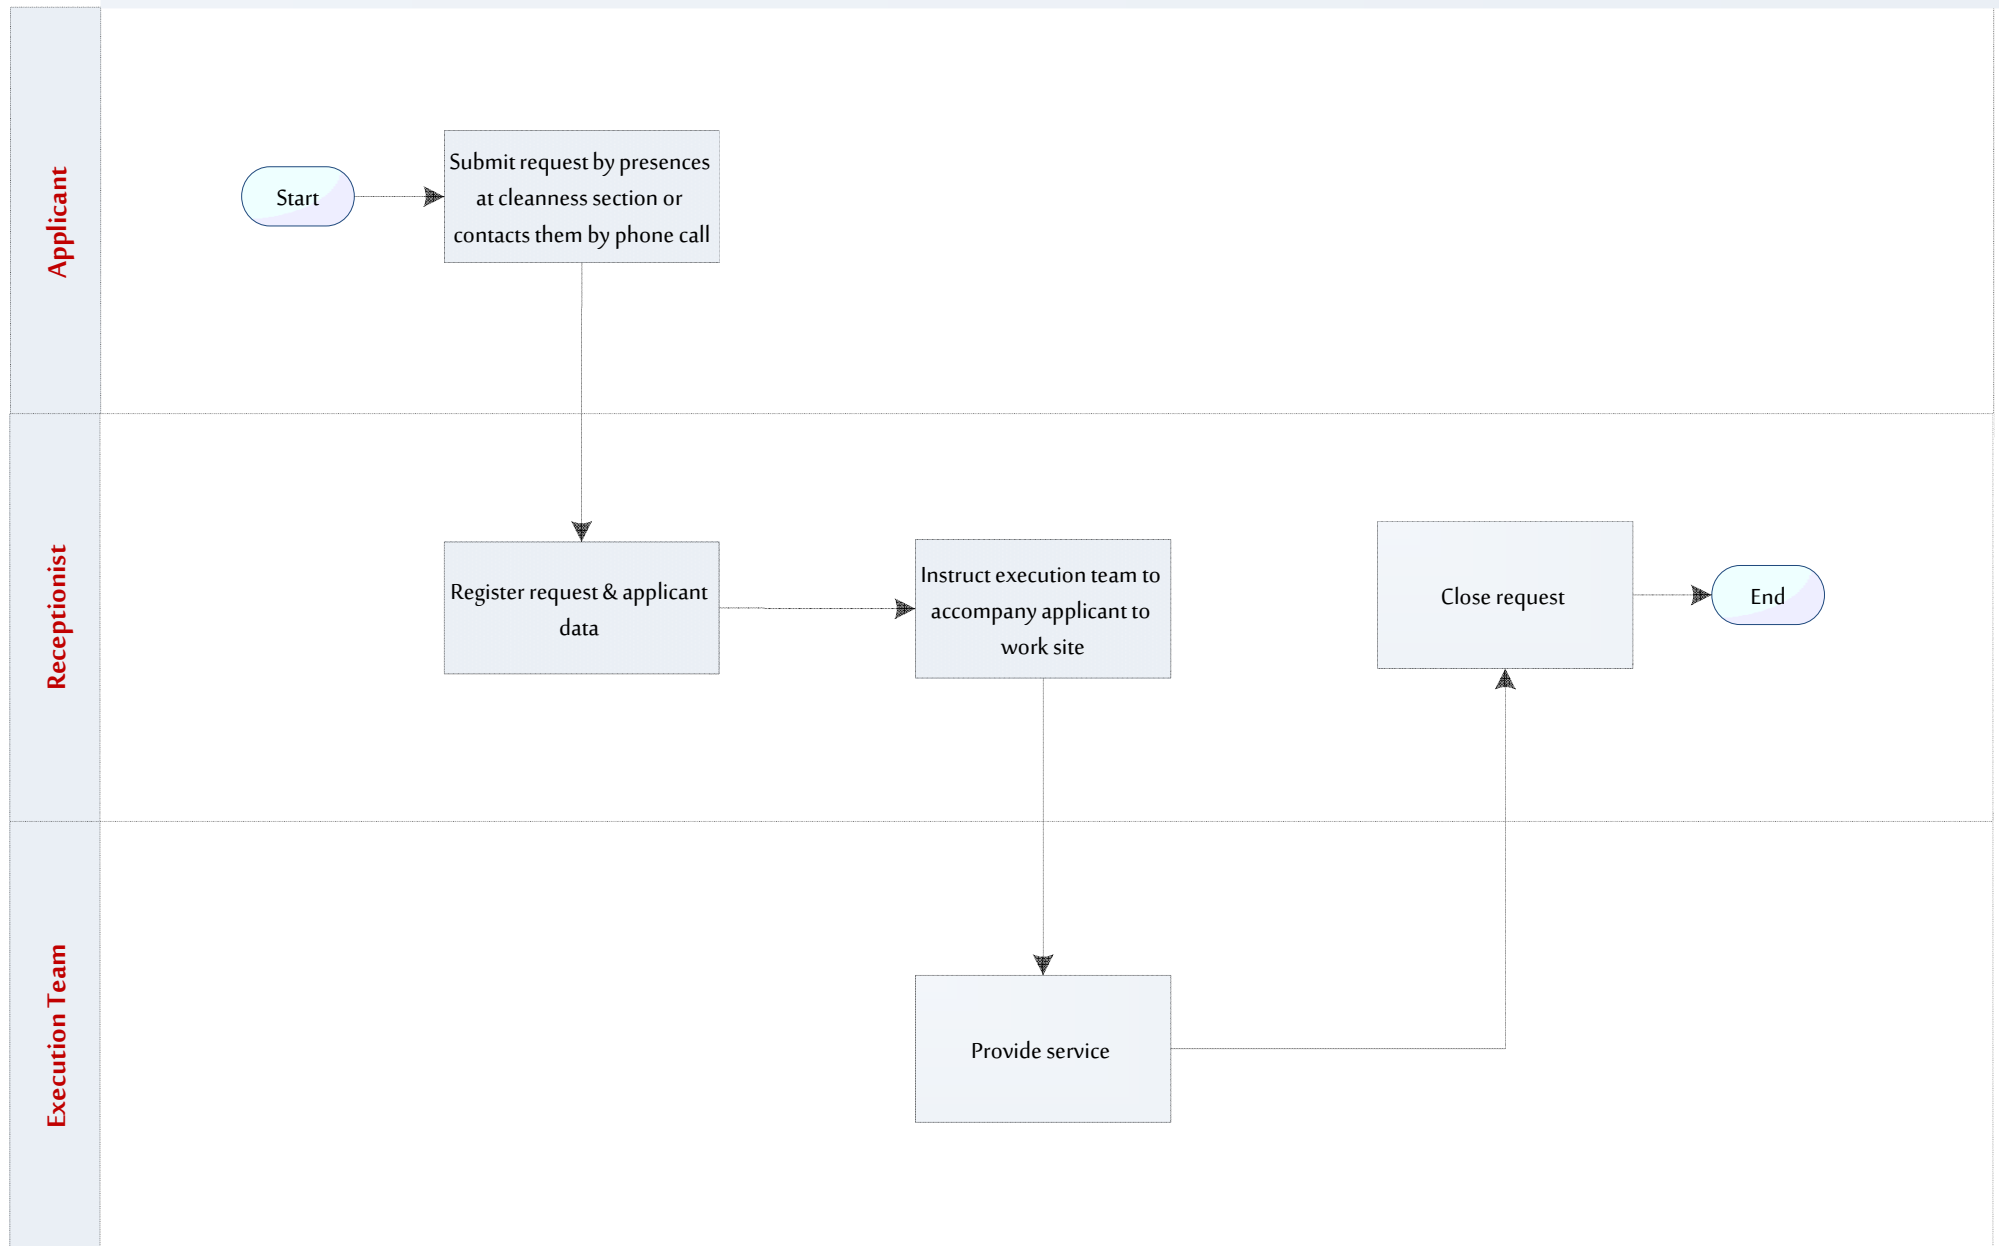 Applicant
Start
Submit request by presences
at cleanness section or
contacts them by phone call
Receptionist
Register request & applicant
data
Instruct execution team to
accompany applicant to
work site
Close request
End
Execution Team
Provide service